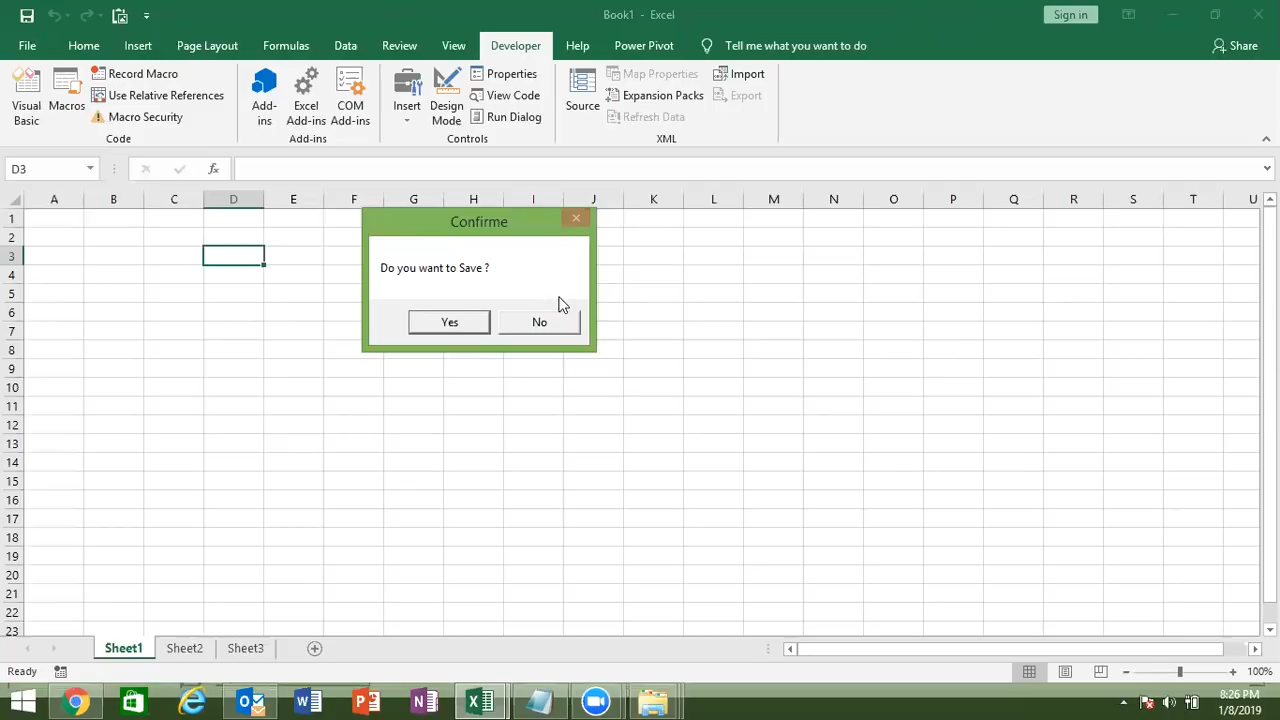 Book1 - Excel
Sign in
File Home Insert Page Layout Formulas Data Review View Developer Help Power Pivot Tell me what you want to do Share
Visual Basic
Macros
Record Macro
Use Relative References
Macro Security
Code
Add-ins
Excel Add-ins
COM Add-ins
Add-ins
Insert
Design Mode
Properties
View Code
Run Dialog
Controls
Source
Map Properties
Expansion Packs
Refresh Data
Import
Export
XML
D3
fx
A B C D E F G H I J K L M N O P Q R S T U
1
2
3
4
5
6
7
8
9
10
11
12
13
14
15
16
17
18
19
20
21
22
23
Confirme
Do you want to Save ?
Yes No
Sheet1 Sheet2 Sheet3
Ready
100%
8:26 PM
1/8/2019